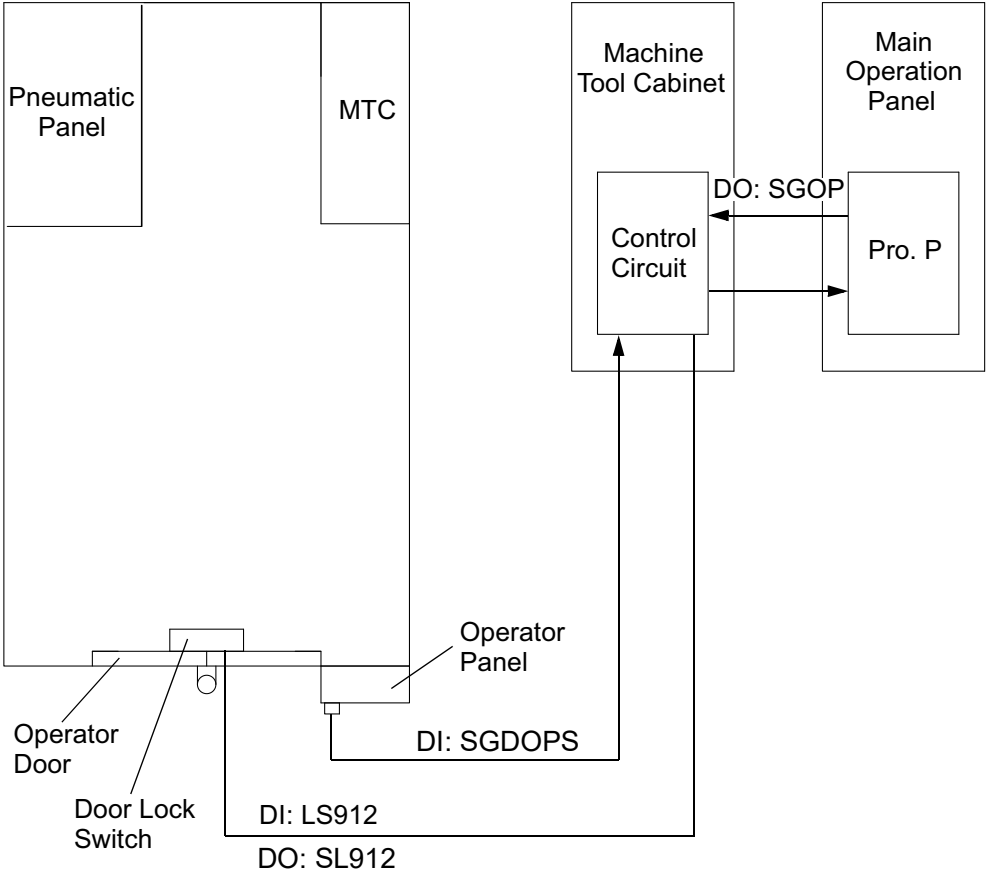 Pneumatic
Panel
MTC
Machine
Tool Cabinet
Main
Operation
Panel
DO: SGOP
Control
Circuit
Pro. P
Operator
Panel
Operator
Door
DI: SGDOPS
Door Lock
Switch
DI: LS912
DO: SL912